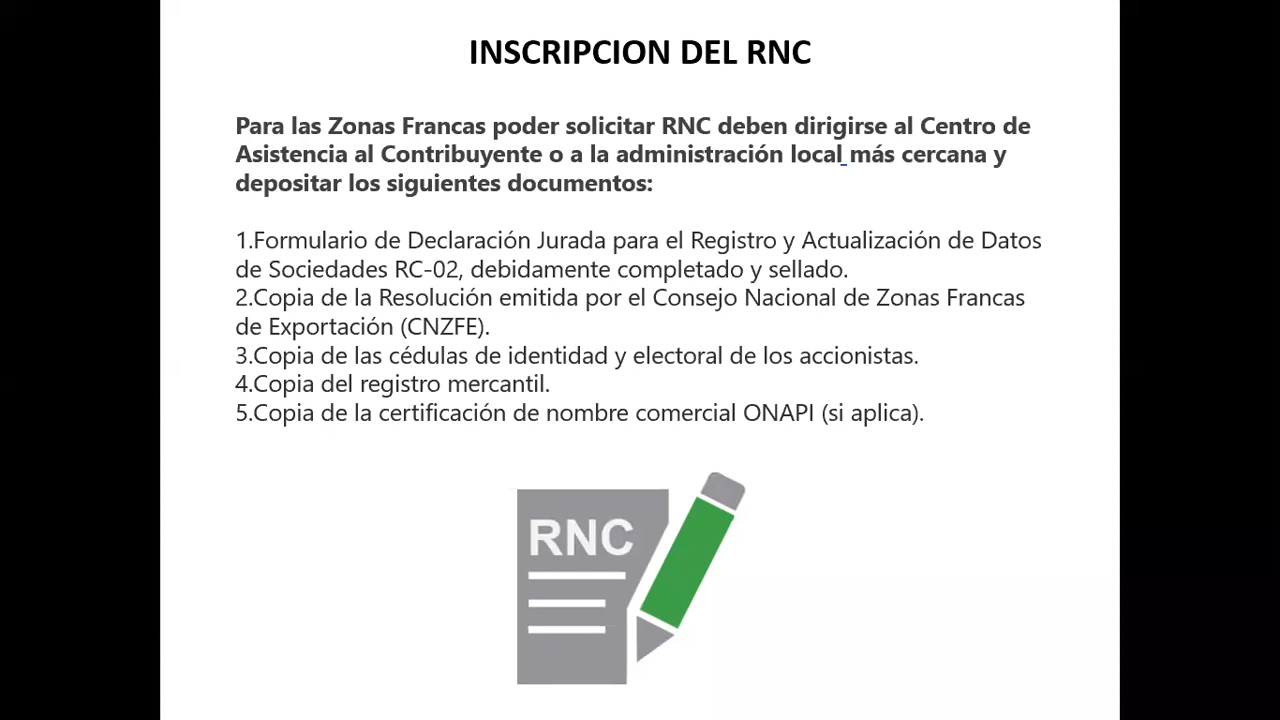 INSCRIPCION DEL RNC
Para las Zonas Francas poder solicitar RNC deben dirigirse al Centro de
Asistencia al Contribuyente o a la administración local más cercana y
depositar los siguientes documentos:
1.Formulario de Declaración Jurada para el Registro y Actualización de Datos
de Sociedades RC-02, debidamente completado y sellado.
2.Copia de la Resolución emitida por el Consejo Nacional de Zonas Francas
de Exportación (CNZFE).
3.Copia de las cédulas de identidad y electoral de los accionistas.
4.Copia del registro mercantil.
5.Copia de la certificación de nombre comercial ONAPI (si aplica).
RNC